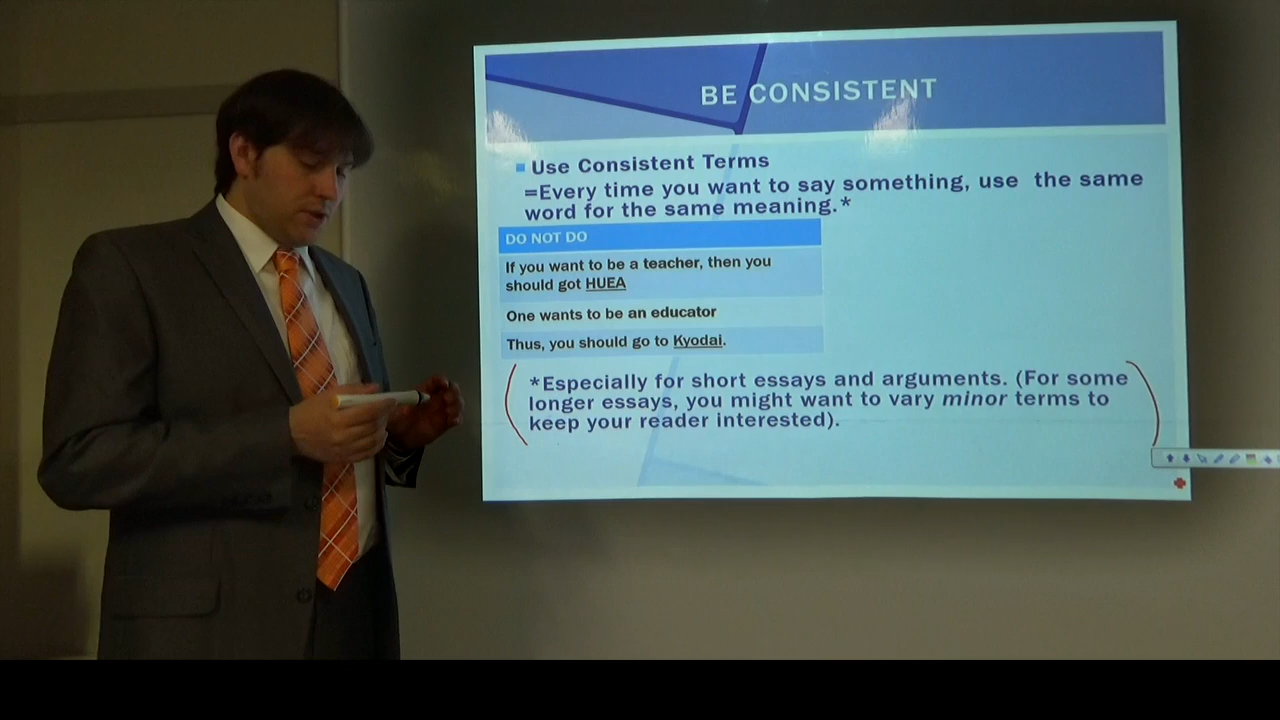 BE CONSISTENT
Use Consistent Terms
=Every time you want to say something, use the same
word for the same meaning.*
DO NOT DO
If you want to be a teacher, then you
should got HUEA
One wants to be an educator
Thus, you should go to Kyodai.
*Especially for short essays and arguments. (For some
longer essays, you might want to vary minor terms to
keep your reader interested).